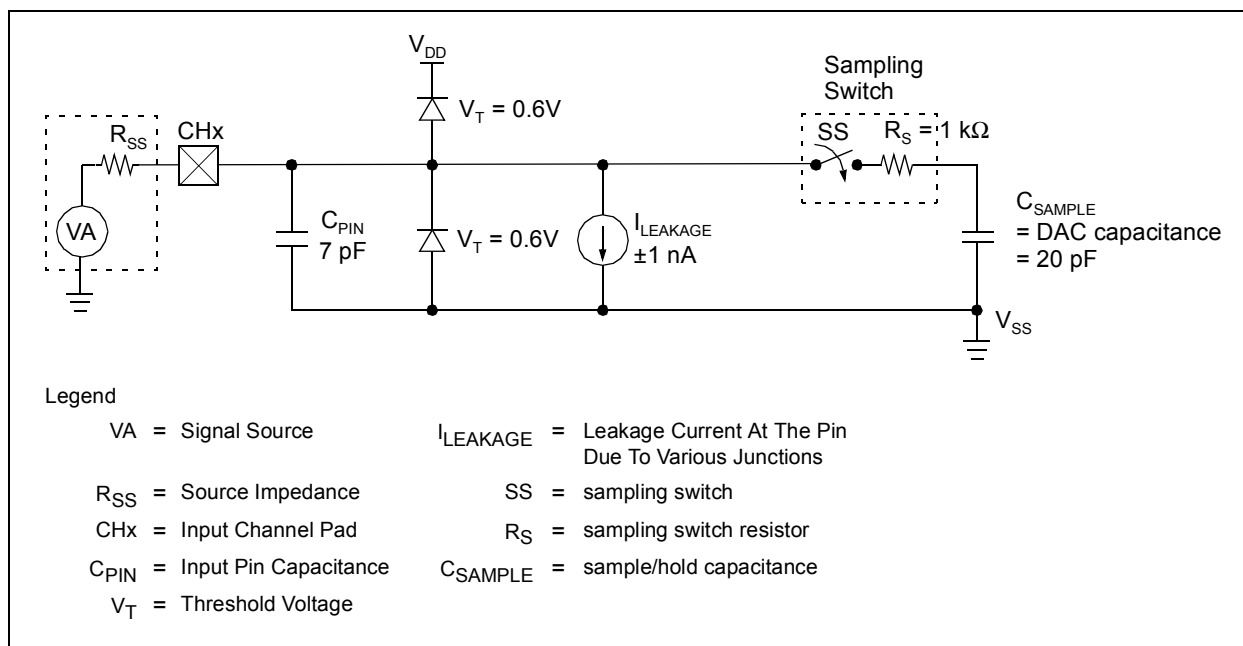 V_DD
Sampling
Switch
R_SS
CHx
V_T = 0.6V
SS
R_S = 1 kΩ
VA
C_PIN
7 pF
V_T = 0.6V
I_LEAKAGE
±1 nA
C_SAMPLE
= DAC capacitance
= 20 pF
V_SS
Legend
VA = Signal Source
I_LEAKAGE = Leakage Current At The Pin
Due To Various Junctions
R_SS = Source Impedance
SS = sampling switch
CHx = Input Channel Pad
R_S = sampling switch resistor
C_PIN = Input Pin Capacitance
C_SAMPLE = sample/hold capacitance
V_T = Threshold Voltage